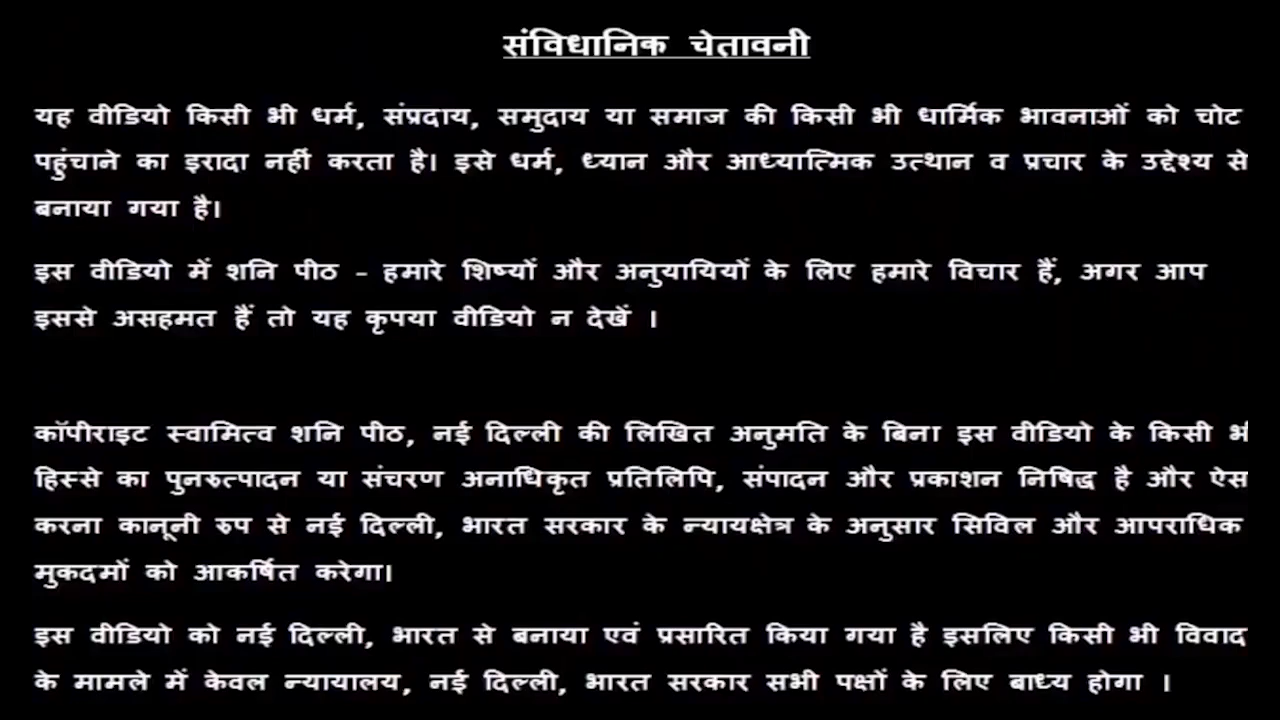 संविधानिक चेतावनी
यह वीडियो किसी भी धर्म, संप्रदाय, समुदाय या समाज की किसी भी धार्मिक भावनाओं को चोट
पहुंचाने का इरादा नहीं करता है। इसे धर्म, ध्यान और आध्यात्मिक उत्थान व प्रचार के उद्देश्य से
बनाया गया है।
इस वीडियो में शनि पीठ – हमारे शिष्यों और अनुयायियों के लिए हमारे विचार हैं, अगर आप
इससे असहमत हैं तो यह कृपया वीडियो न देखें ।
कॉपीराइट स्वामित्व शनि पीठ, नई दिल्ली की लिखित अनुमति के बिना इस वीडियो के किसी
हिस्से का पुनरुत्पादन या संचरण अनाधिकृत प्रतिलिपि, संपादन और प्रकाशन निषिद्ध है और ऐस
करना कानूनी रुप से नई दिल्ली, भारत सरकार के न्यायक्षेत्र के अनुसार सिविल और आपराधिक
मुकदमों को आकर्षित करेगा।
इस वीडियो को नई दिल्ली, भारत से बनाया एवं प्रसारित किया गया है इसलिए किसी भी विवाद
के मामले में केवल न्यायालय, नई दिल्ली, भारत सरकार सभी पक्षों के लिए बाध्य होगा ।